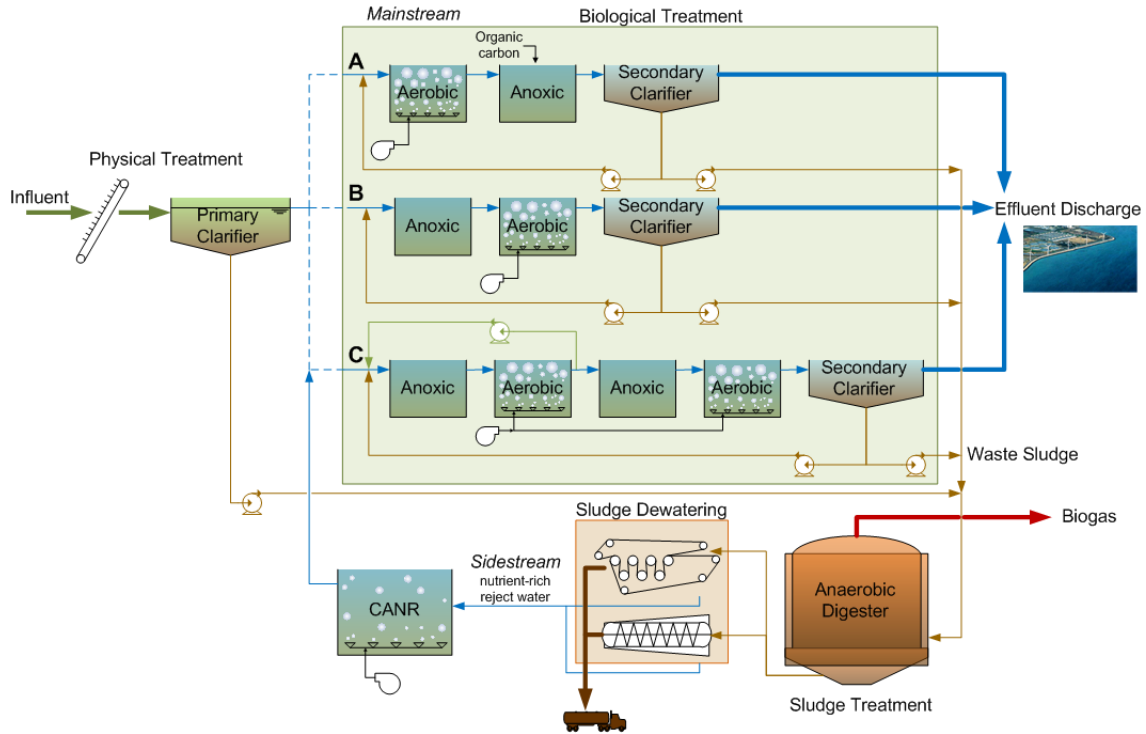 Mainstream
Biological Treatment
Organic
carbon
A
Aerobic
Anoxic
Secondary
Clarifier
Physical Treatment
Influent
Primary
Clarifier
B
Anoxic
Aerobic
Secondary
Clarifier
Effluent Discharge
C
Anoxic
Aerobic
Anoxic
Aerobic
Secondary
Clarifier
Waste Sludge
Sludge Dewatering
Biogas
Sidestream
nutrient-rich
reject water
CANR
Anaerobic
Digester
Sludge Treatment